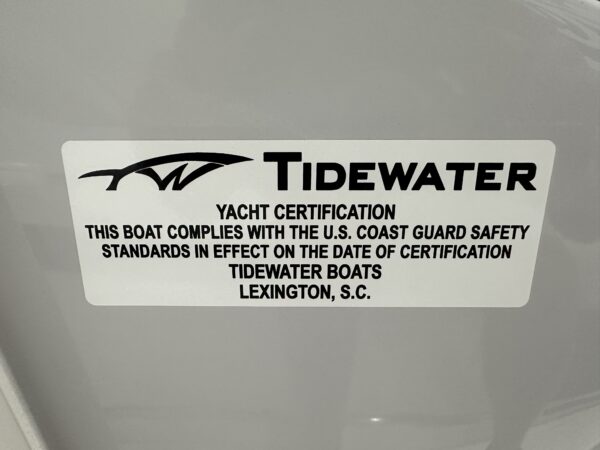 TIDEWATER
YACHT CERTIFICATION
THIS BOAT COMPLIES WITH THE U.S. COAST GUARD SAFETY
STANDARDS IN EFFECT ON THE DATE OF CERTIFICATION
TIDEWATER BOATS
LEXINGTON, S.C.